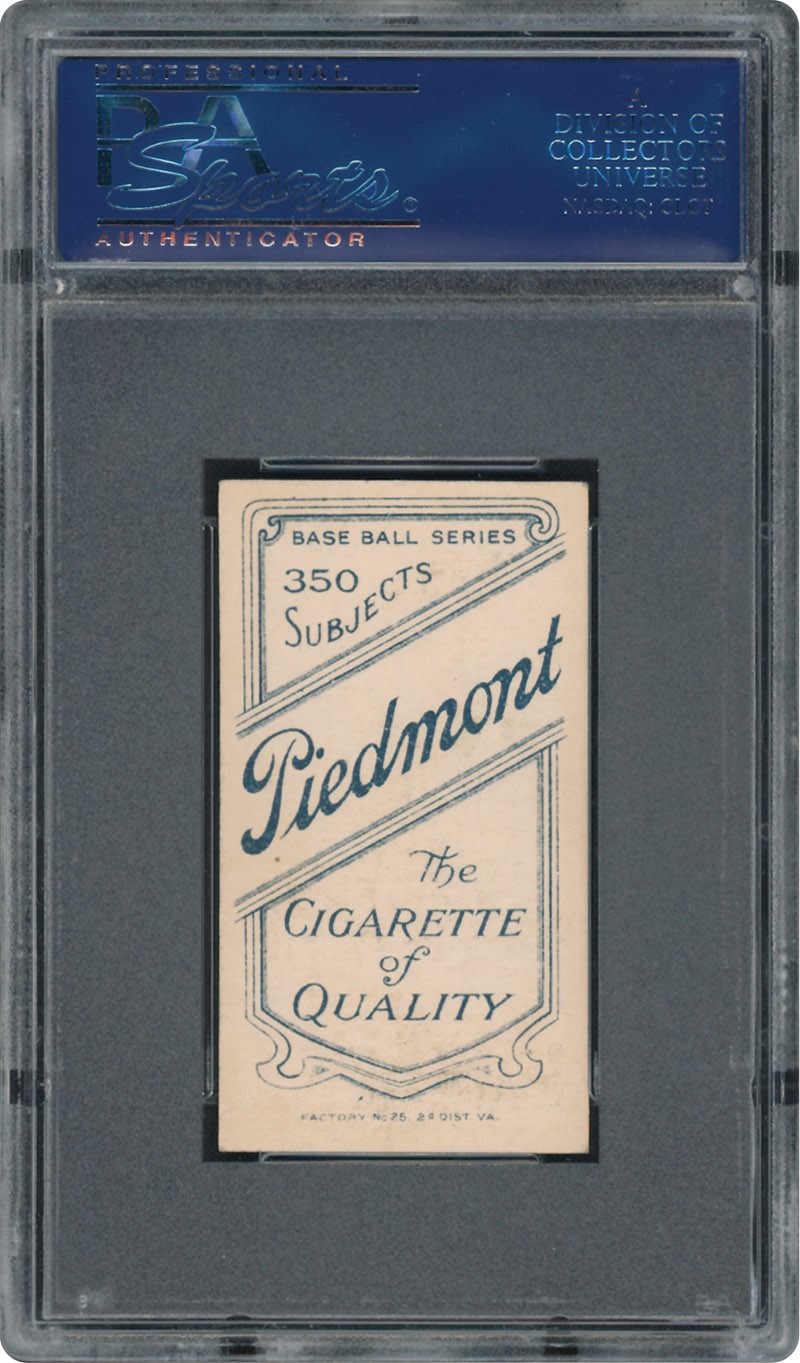 PROFESSIONAL
PSA
Sports
©
AUTHENTICATOR
A
DIVISION OF
COLLECTORS
UNIVERSE
NASDAQ: CLCT
BASE BALL SERIES
350
SUBJECTS
Piedmont
The
CIGARETTE
of
QUALITY
FACTORY No 25. 2d DIST. VA.